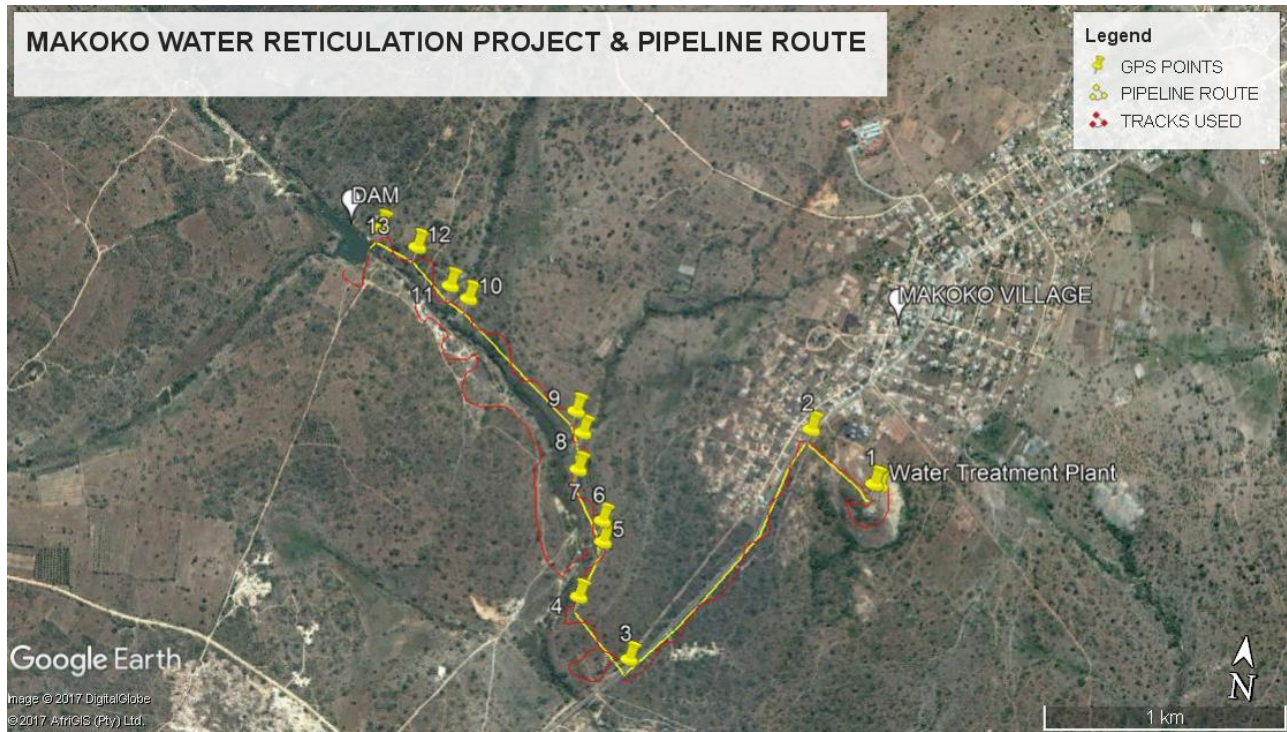 MAKOKO WATER RETICULATION PROJECT & PIPELINE ROUTE
Legend
GPS POINTS
PIPELINE ROUTE
TRACKS USED
DAM
13
12
11
10
MAKOKO VILLAGE
9
2
8
1
Water Treatment Plant
7
6
5
4
3
Google Earth
N
Image © 2017 DigitalGlobe
© 2017 AfriGIS (Pty) Ltd.
1 km